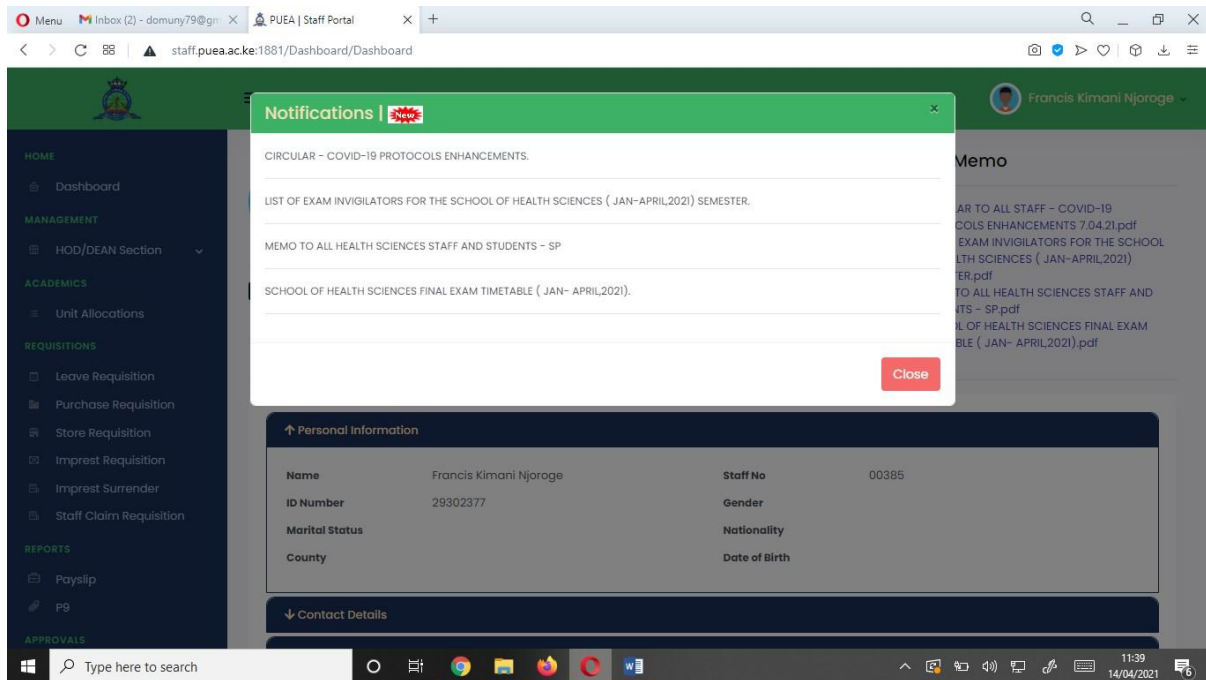 Menu
Inbox (2) - domuny79@gm
PUEA | Staff Portal
staff.puea.ac.ke:1881/Dashboard/Dashboard
Francis Kimani Njoroge
HOME
Dashboard
MANAGEMENT
HOD/DEAN Section
ACADEMICS
Unit Allocations
REQUISITIONS
Leave Requisition
Purchase Requisition
Store Requisition
Imprest Requisition
Imprest Surrender
Staff Claim Requisition
REPORTS
Payslip
P9
APPROVALS
Notifications | New
×
CIRCULAR - COVID-19 PROTOCOLS ENHANCEMENTS.
LIST OF EXAM INVIGILATORS FOR THE SCHOOL OF HEALTH SCIENCES ( JAN-APRIL,2021) SEMESTER.
MEMO TO ALL HEALTH SCIENCES STAFF AND STUDENTS - SP
SCHOOL OF HEALTH SCIENCES FINAL EXAM TIMETABLE ( JAN- APRIL,2021).
Close
Memo
AR TO ALL STAFF - COVID-19
COLS ENHANCEMENTS 7.04.21.pdf
EXAM INVIGILATORS FOR THE SCHOOL
LTH SCIENCES ( JAN-APRIL,2021)
ER.pdf
TO ALL HEALTH SCIENCES STAFF AND
NTS - SP.pdf
L OF HEALTH SCIENCES FINAL EXAM
BLE ( JAN- APRIL,2021).pdf
Personal Information
Name Francis Kimani Njoroge Staff No 00385
ID Number 29302377 Gender
Marital Status Nationality
County Date of Birth
Contact Details
Type here to search
11:39
14/04/2021
6